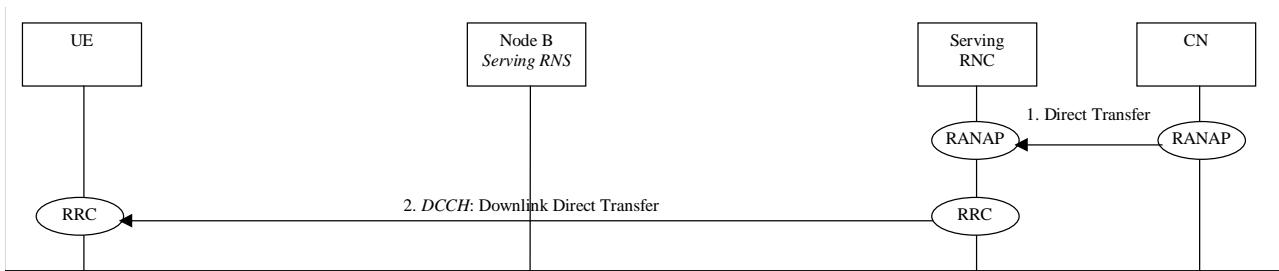 UE
Node B
Serving RNS
Serving
RNC
CN
1. Direct Transfer
RANAP
RANAP
2. DCCH: Downlink Direct Transfer
RRC
RRC